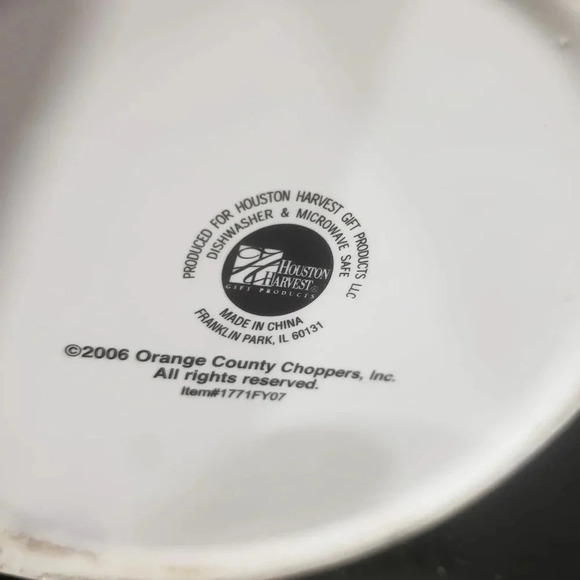 PRODUCED FOR HOUSTON HARVEST GIFT PRODUCTS LLC
DISHWASHER & MICROWAVE SAFE
HOUSTON
HARVEST®
GIFT PRODUCTS
MADE IN CHINA
FRANKLIN PARK, IL 60131
©2006 Orange County Choppers, Inc.
All rights reserved.
Item#1771FY07